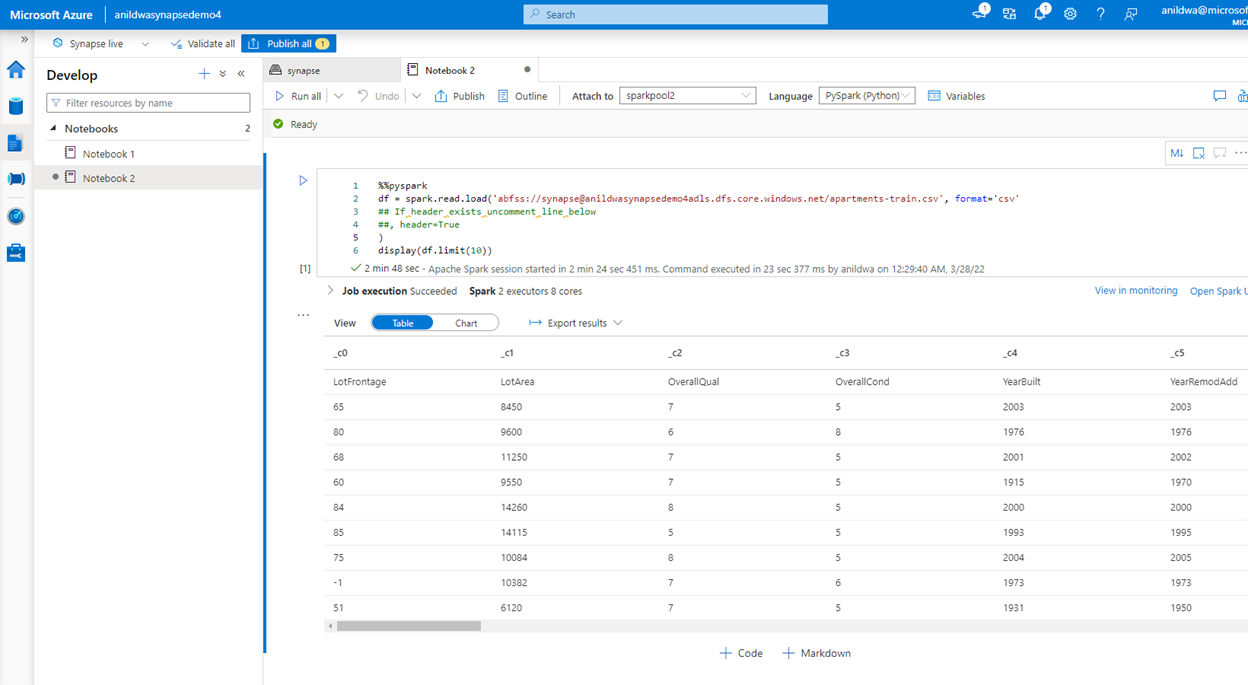 Microsoft Azure anildwasynapsedemo4 Search 1 1 anildwa@microsof
MIC
Synapse live Validate all Publish all 1
Develop
Filter resources by name
Notebooks 2
Notebook 1
Notebook 2
synapse Notebook 2
Run all Undo Publish Outline Attach to sparkpool2 Language PySpark (Python) Variables
Ready
M↓ ...
1 %%pyspark
2 df = spark.read.load('abfss://synapse@anildwasynapsedemo4adls.dfs.core.windows.net/apartments-train.csv', format='csv'
3 ## If header exists uncomment line below
4 ##, header=True
5 )
6 display(df.limit(10))
[1] 2 min 48 sec - Apache Spark session started in 2 min 24 sec 451 ms. Command executed in 23 sec 377 ms by anildwa on 12:29:40 AM, 3/28/22
Job execution Succeeded Spark 2 executors 8 cores View in monitoring Open Spark U
...
View Table Chart Export results
_c0 _c1 _c2 _c3 _c4 _c5
LotFrontage LotArea OverallQual OverallCond YearBuilt YearRemodAdd
65 8450 7 5 2003 2003
80 9600 6 8 1976 1976
68 11250 7 5 2001 2002
60 9550 7 5 1915 1970
84 14260 8 5 2000 2000
85 14115 5 5 1993 1995
75 10084 8 5 2004 2005
-1 10382 7 6 1973 1973
51 6120 7 5 1931 1950
Code Markdown